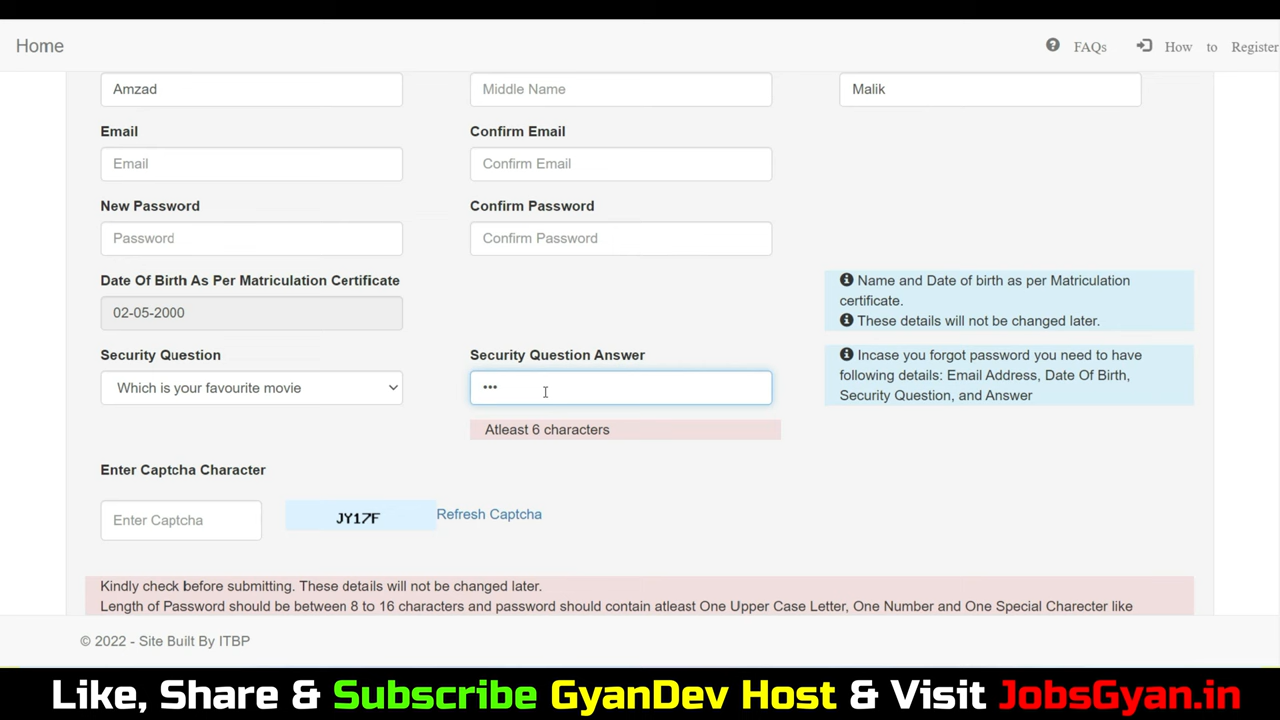 Home FAQs How to Register
Amzad Middle Name Malik
Email Confirm Email
Email Confirm Email
New Password Confirm Password
Password Confirm Password
Date Of Birth As Per Matriculation Certificate
02-05-2000
Name and Date of birth as per Matriculation
certificate.
These details will not be changed later.
Security Question Security Question Answer
Which is your favourite movie •••
Incase you forgot password you need to have
following details: Email Address, Date Of Birth,
Security Question, and Answer
Atleast 6 characters
Enter Captcha Character
Enter Captcha JY17F Refresh Captcha
Kindly check before submitting. These details will not be changed later.
Length of Password should be between 8 to 16 characters and password should contain atleast One Upper Case Letter, One Number and One Special Charecter like
© 2022 - Site Built By ITBP
Like, Share & Subscribe GyanDev Host & Visit JobsGyan.in